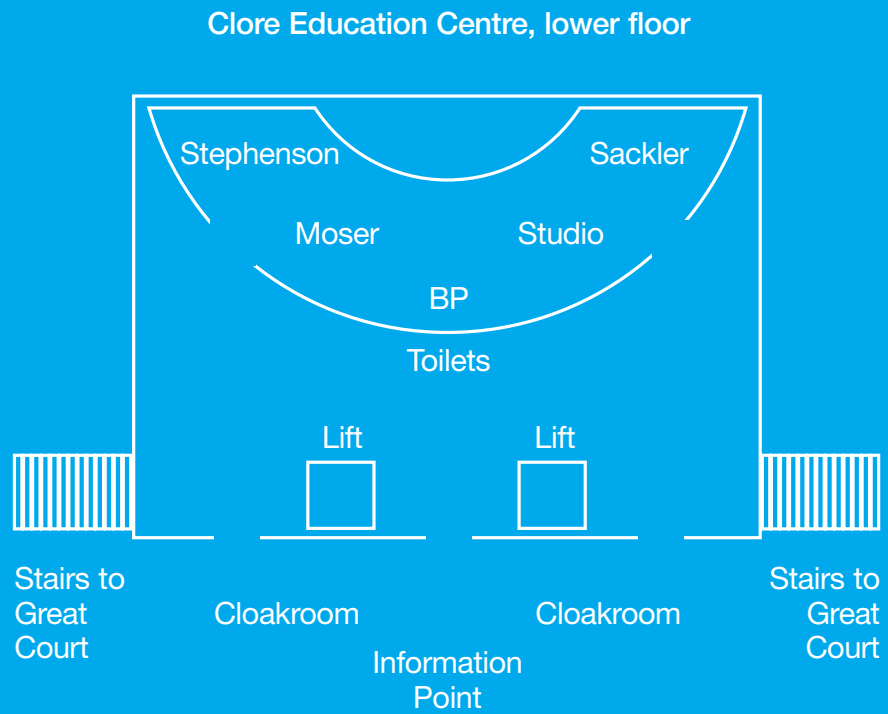 Clore Education Centre, lower floor
Stephenson
Sackler
Moser
Studio
BP
Toilets
Lift
Lift
Stairs to
Great
Court
Cloakroom
Cloakroom
Information
Point
Stairs to
Great
Court